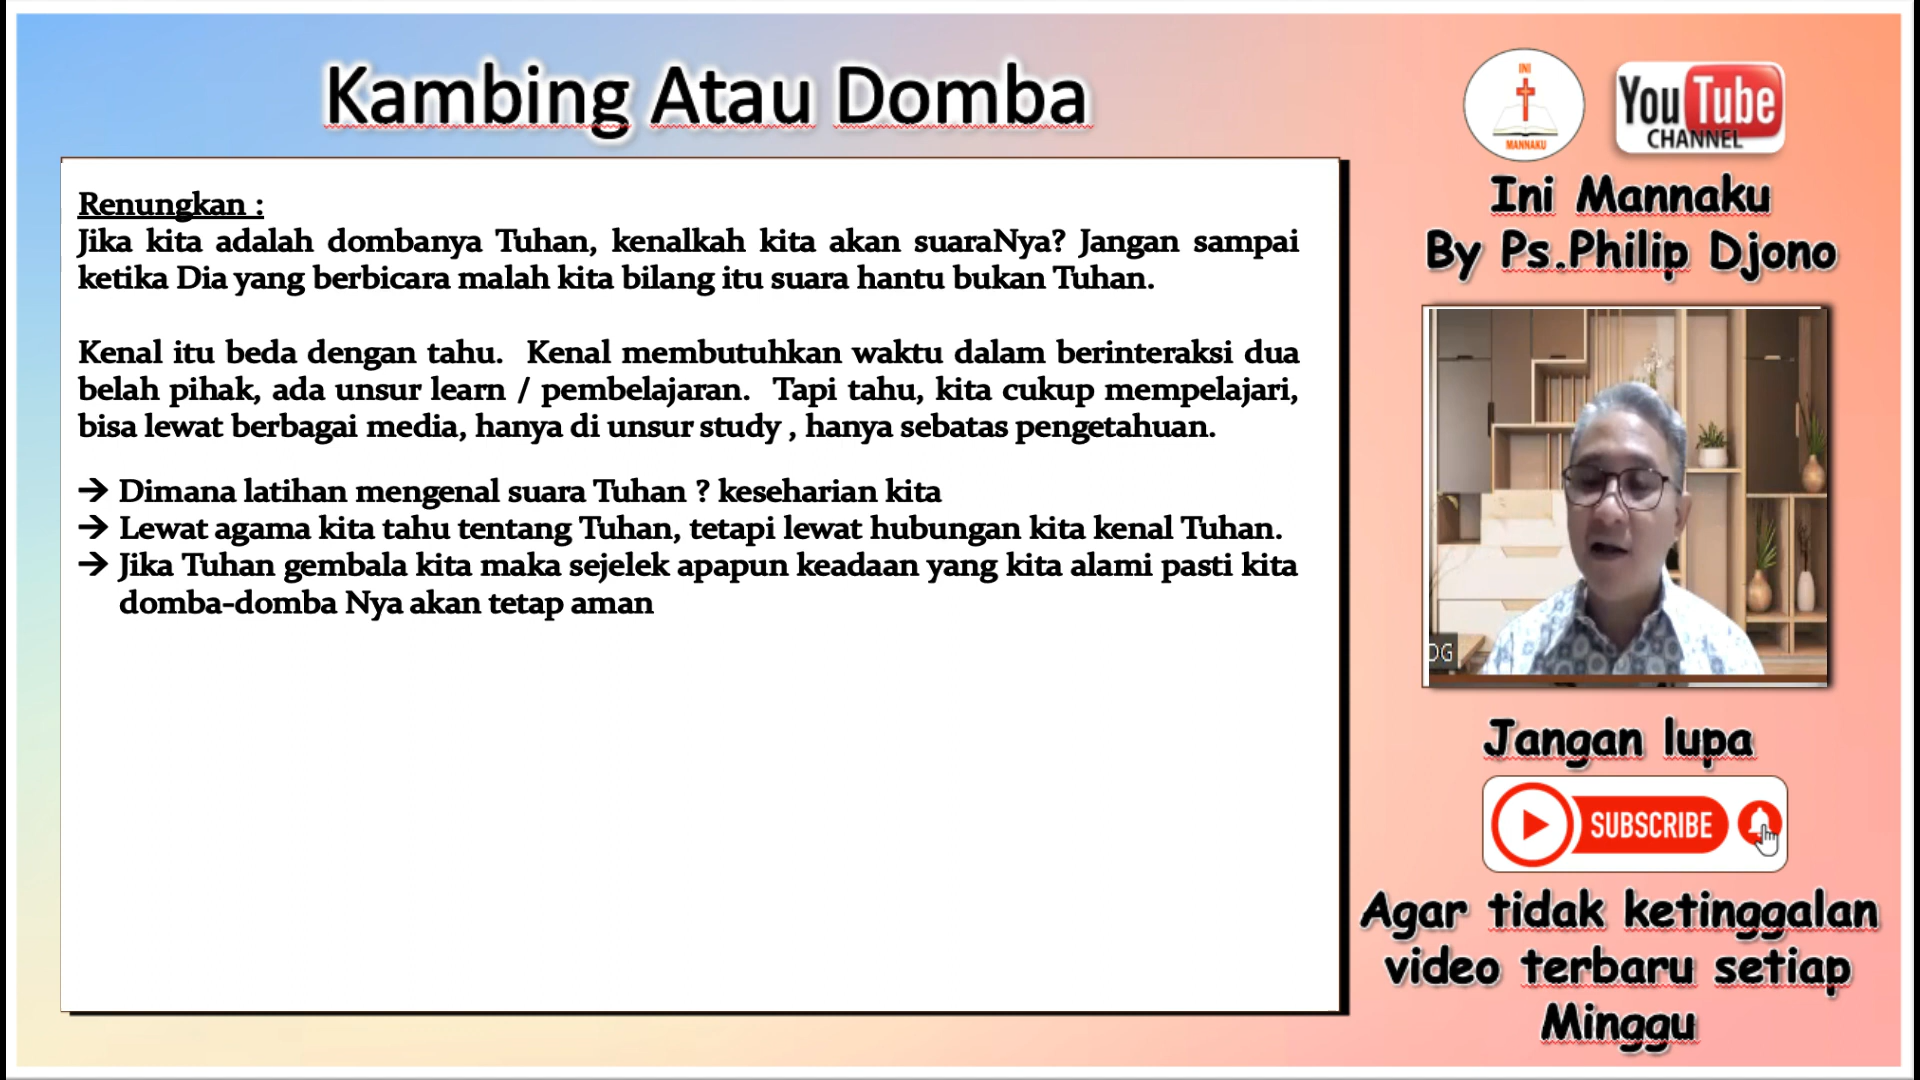 Kambing Atau Domba
Renungkan :
Jika kita adalah dombanya Tuhan, kenalkah kita akan suaraNya? Jangan sampai
ketika Dia yang berbicara malah kita bilang itu suara hantu bukan Tuhan.
Kenal itu beda dengan tahu. Kenal membutuhkan waktu dalam berinteraksi dua
belah pihak, ada unsur learn / pembelajaran. Tapi tahu, kita cukup mempelajari,
bisa lewat berbagai media, hanya di unsur study , hanya sebatas pengetahuan.
→ Dimana latihan mengenal suara Tuhan ? keseharian kita
→ Lewat agama kita tahu tentang Tuhan, tetapi lewat hubungan kita kenal Tuhan.
→ Jika Tuhan gembala kita maka sejelek apapun keadaan yang kita alami pasti kita
domba-domba Nya akan tetap aman
INI
MANNAKU
YouTube
CHANNEL
Ini Mannaku
By Ps.Philip Djono
DG
Jangan lupa
SUBSCRIBE
Agar tidak ketinggalan
video terbaru setiap
Minggu